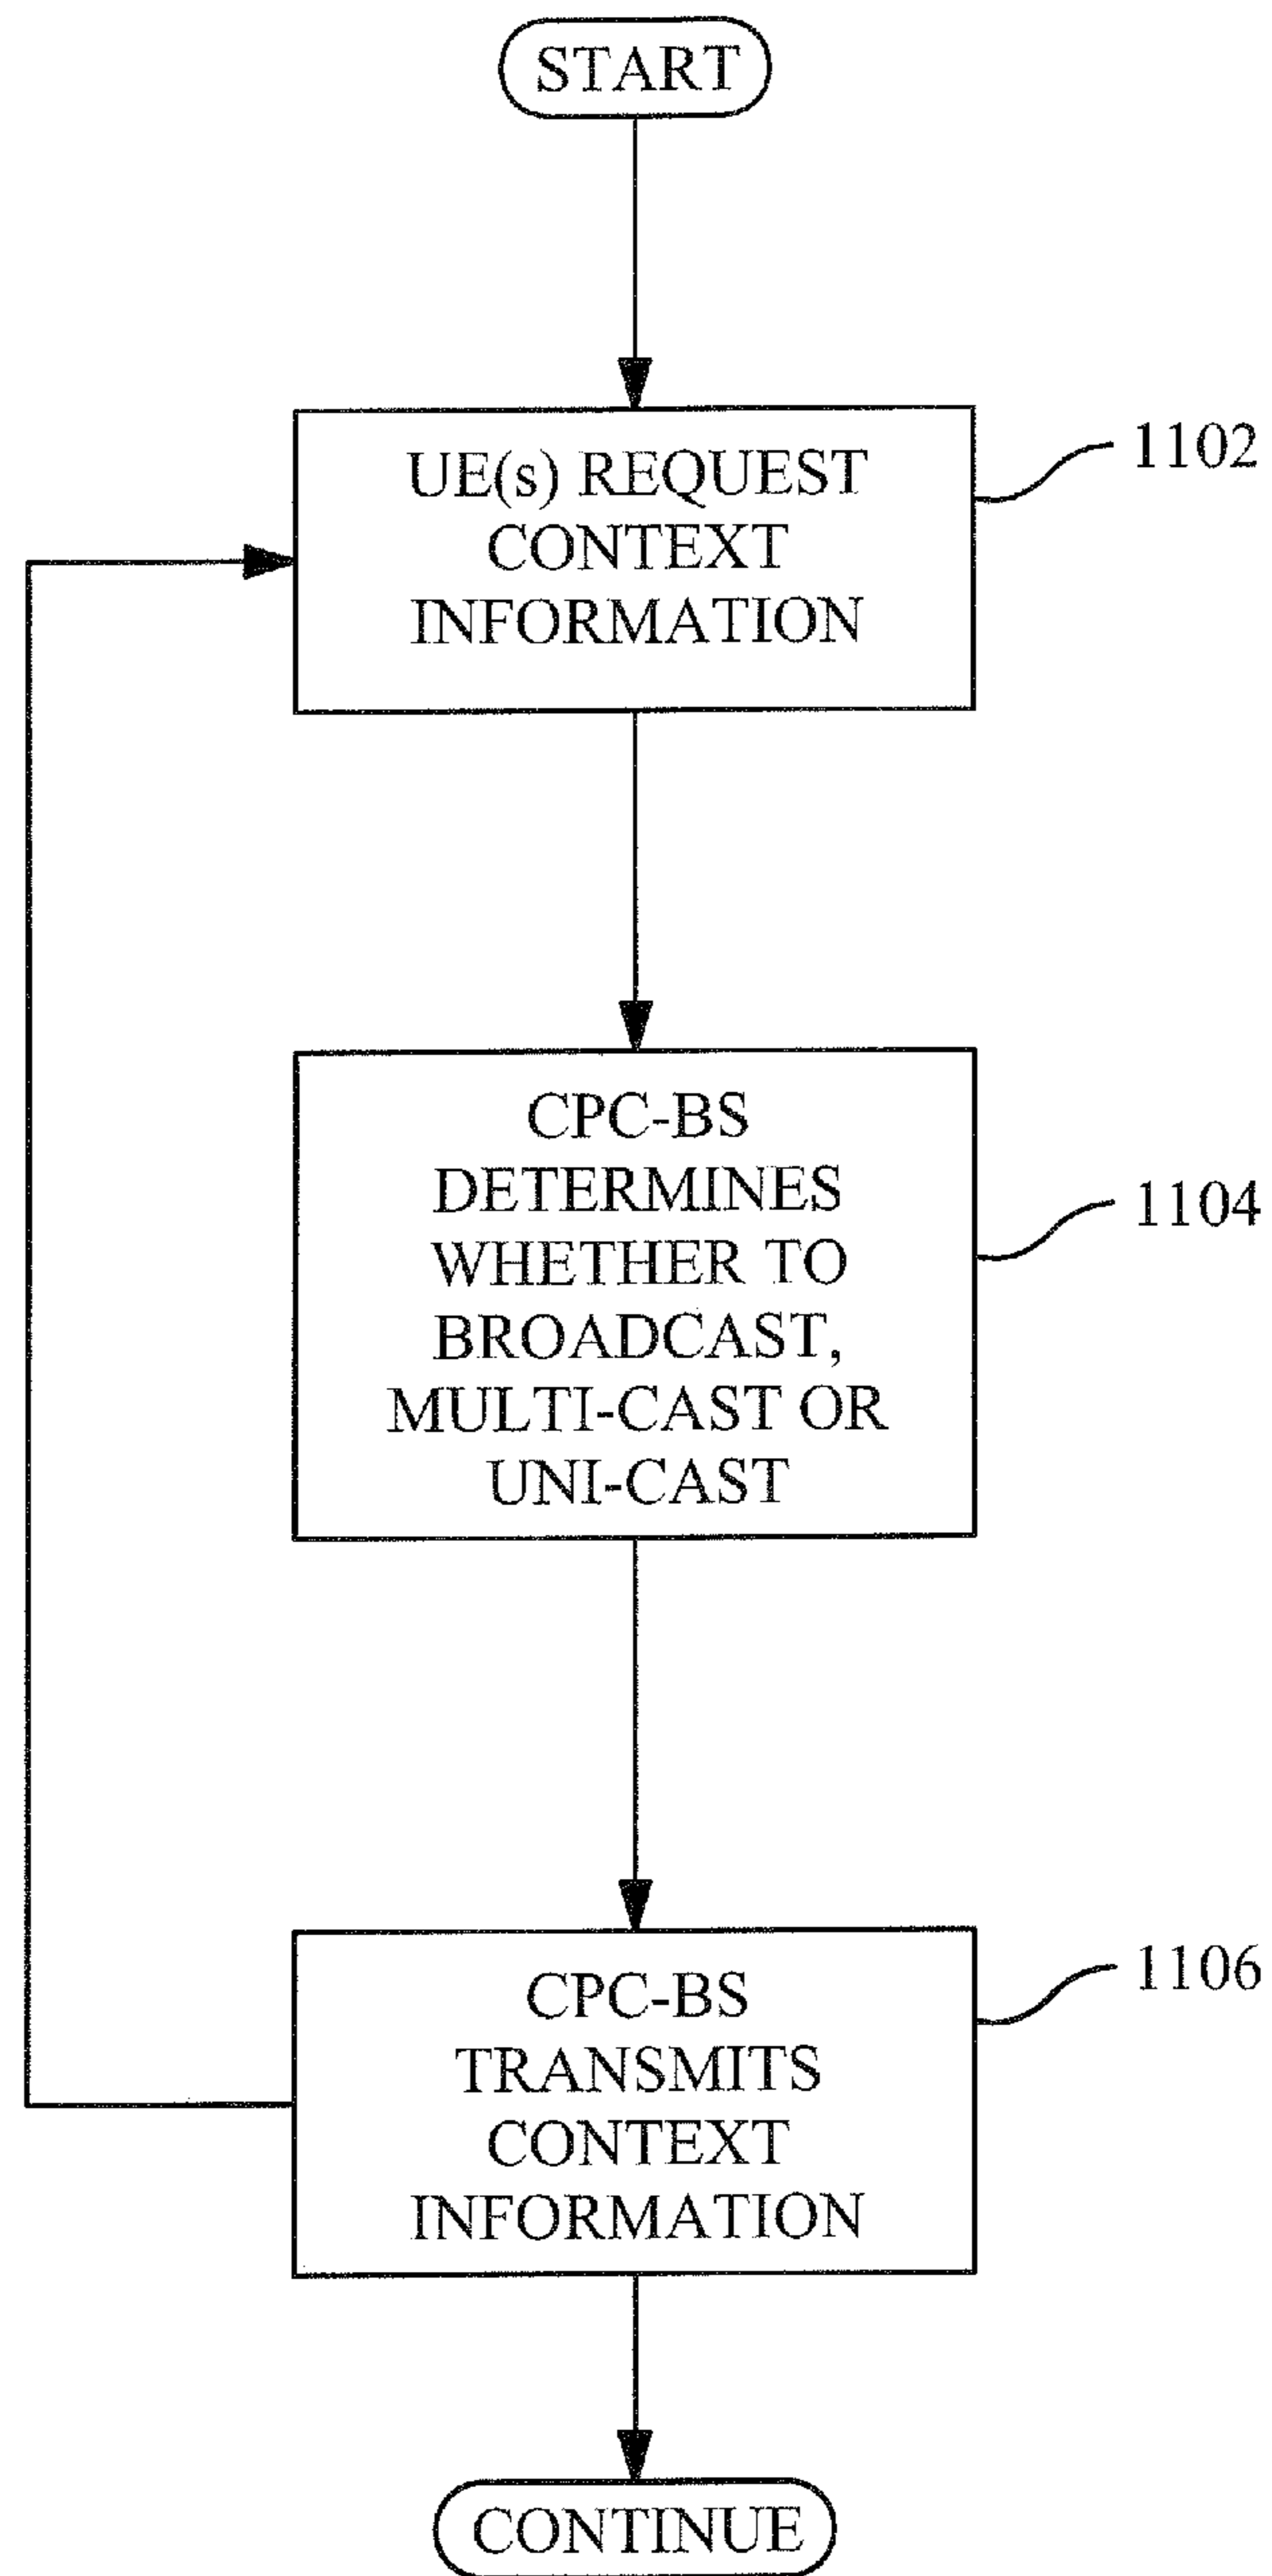 START
UE(s) REQUEST
CONTEXT
INFORMATION
1102
CPC-BS
DETERMINES
WHETHER TO
BROADCAST,
MULTI-CAST OR
UNI-CAST
1104
CPC-BS
TRANSMITS
CONTEXT
INFORMATION
1106
CONTINUE